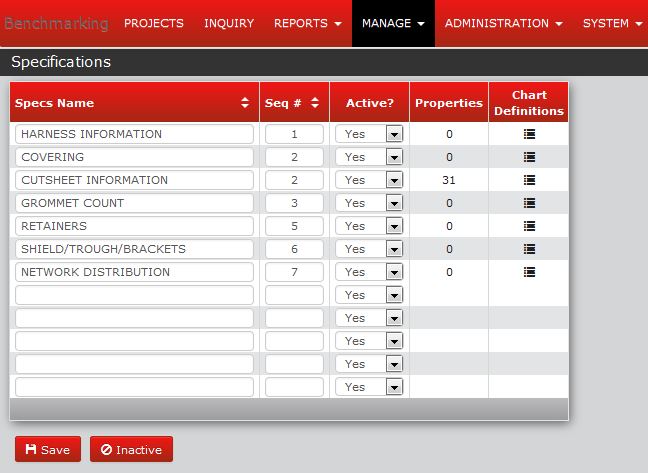 Benchmarking PROJECTS INQUIRY REPORTS MANAGE ADMINISTRATION SYSTEM
Specifications
Specs Name Seq # Active? Properties Chart Definitions
HARNESS INFORMATION 1 Yes 0
COVERING 2 Yes 0
CUTSHEET INFORMATION 2 Yes 31
GROMMET COUNT 3 Yes 0
RETAINERS 5 Yes 0
SHIELD/TROUGH/BRACKETS 6 Yes 0
NETWORK DISTRIBUTION 7 Yes 0
Yes
Yes
Yes
Yes
Yes
Save Inactive